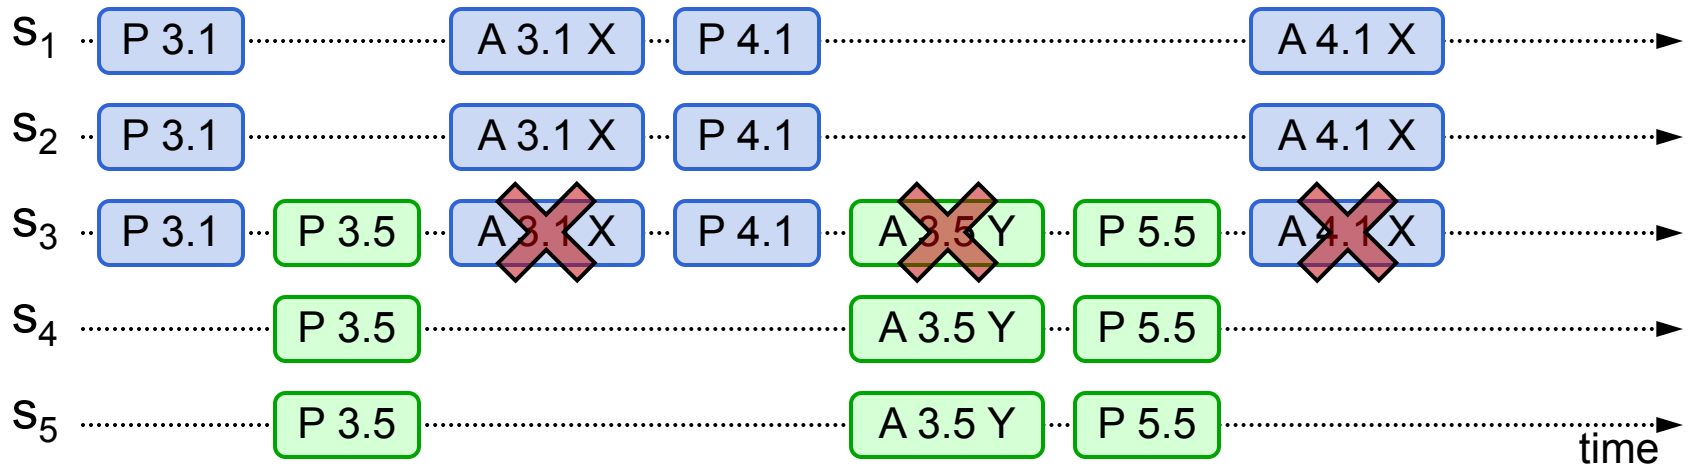 s1 P 3.1 A 3.1 X P 4.1 A 4.1 X
s2 P 3.1 A 3.1 X P 4.1 A 4.1 X
s3 P 3.1 P 3.5 A 3.1 X P 4.1 A 3.5 Y P 5.5 A 4.1 X
s4 P 3.5 A 3.5 Y P 5.5
s5 P 3.5 A 3.5 Y P 5.5
time